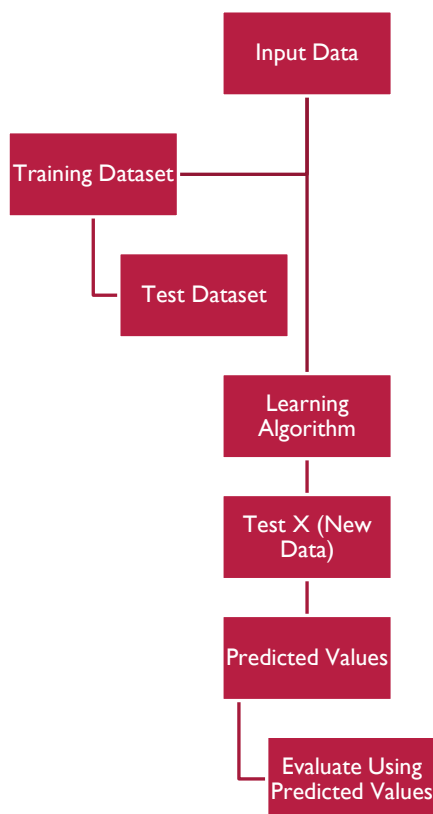 Input Data
Training Dataset
Test Dataset
Learning
Algorithm
Test X (New
Data)
Predicted Values
Evaluate Using
Predicted Values